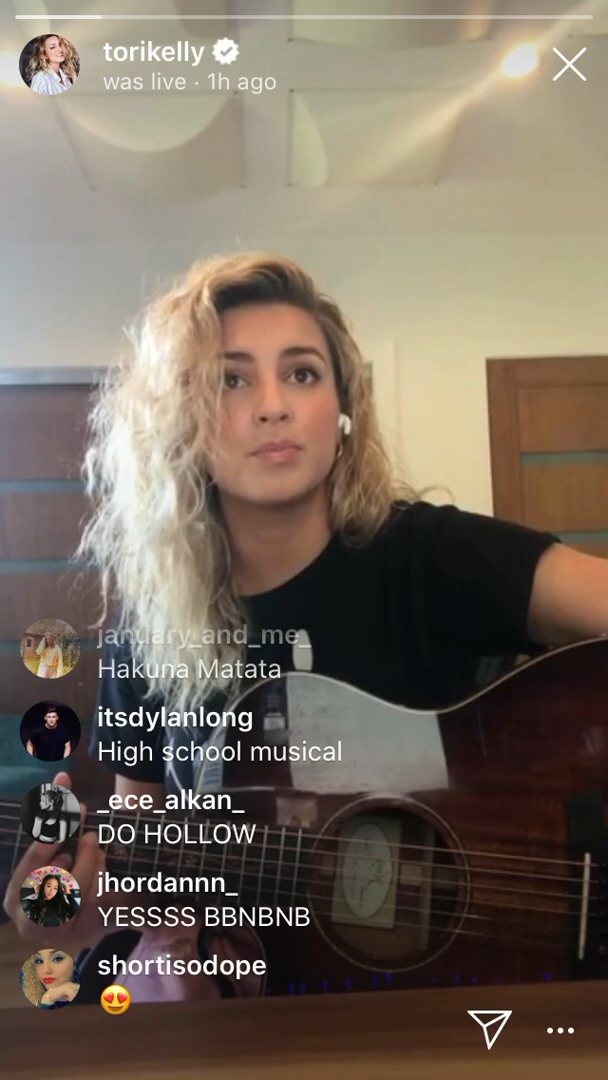 torikelly
was live · 1h ago
january_and_me_
Hakuna Matata
itsdylanlong
High school musical
_ece_alkan_
DO HOLLOW
jhordannn_
YESSSS BBNBNB
shortisodope
😍